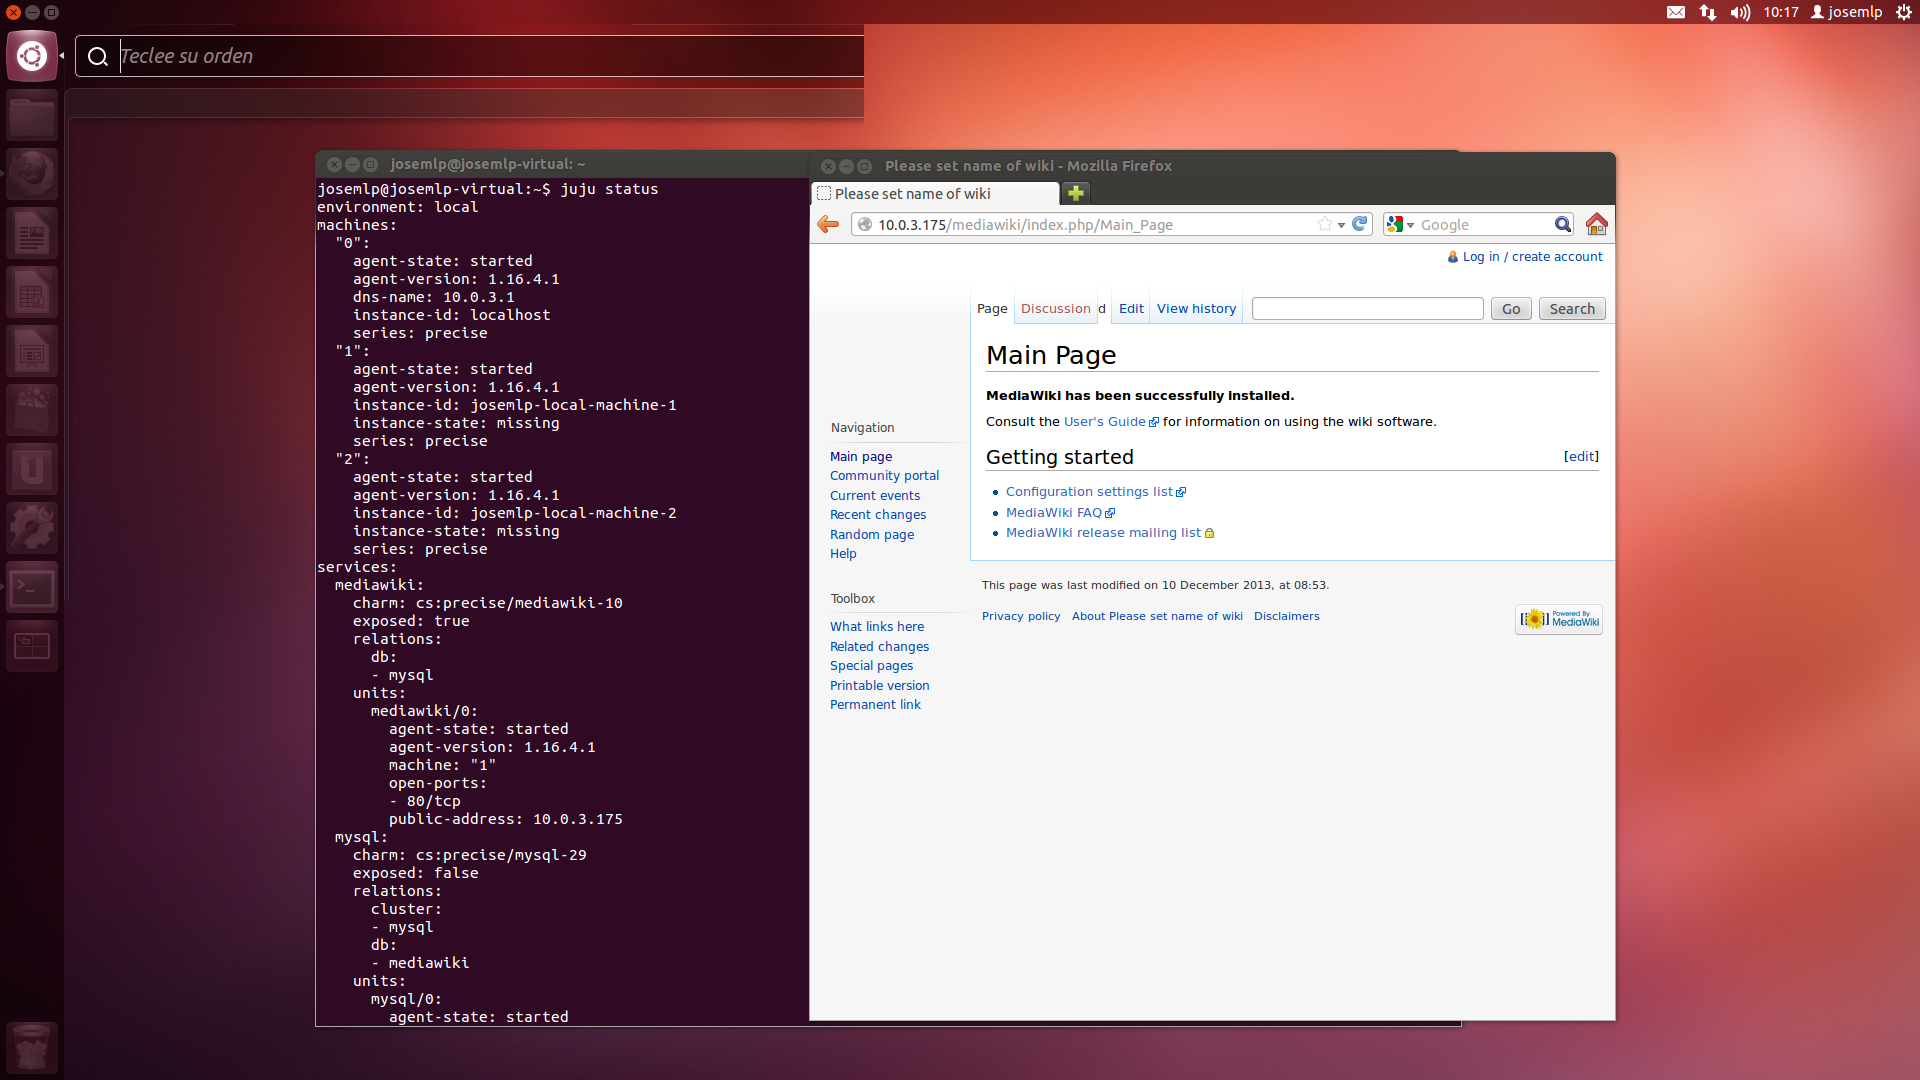 10:17 josemlp
Teclee su orden
josemlp@josemlp-virtual: ~
josemlp@josemlp-virtual:~$ juju status
environment: local
machines:
"0":
agent-state: started
agent-version: 1.16.4.1
dns-name: 10.0.3.1
instance-id: localhost
series: precise
"1":
agent-state: started
agent-version: 1.16.4.1
instance-id: josemlp-local-machine-1
instance-state: missing
series: precise
"2":
agent-state: started
agent-version: 1.16.4.1
instance-id: josemlp-local-machine-2
instance-state: missing
series: precise
services:
mediawiki:
charm: cs:precise/mediawiki-10
exposed: true
relations:
db:
- mysql
units:
mediawiki/0:
agent-state: started
agent-version: 1.16.4.1
machine: "1"
open-ports:
- 80/tcp
public-address: 10.0.3.175
mysql:
charm: cs:precise/mysql-29
exposed: false
relations:
cluster:
- mysql
db:
- mediawiki
units:
mysql/0:
agent-state: started
Please set name of wiki - Mozilla Firefox
Please set name of wiki
10.0.3.175/mediawiki/index.php/Main_Page
Google
Log in / create account
Page Discussion d Edit View history Go Search
Main Page
MediaWiki has been successfully installed.
Consult the User's Guide for information on using the wiki software.
Getting started [edit]
Configuration settings list
MediaWiki FAQ
MediaWiki release mailing list
Navigation
Main page
Community portal
Current events
Recent changes
Random page
Help
Toolbox
What links here
Related changes
Special pages
Printable version
Permanent link
This page was last modified on 10 December 2013, at 08:53.
Privacy policy About Please set name of wiki Disclaimers
Powered By
MediaWiki